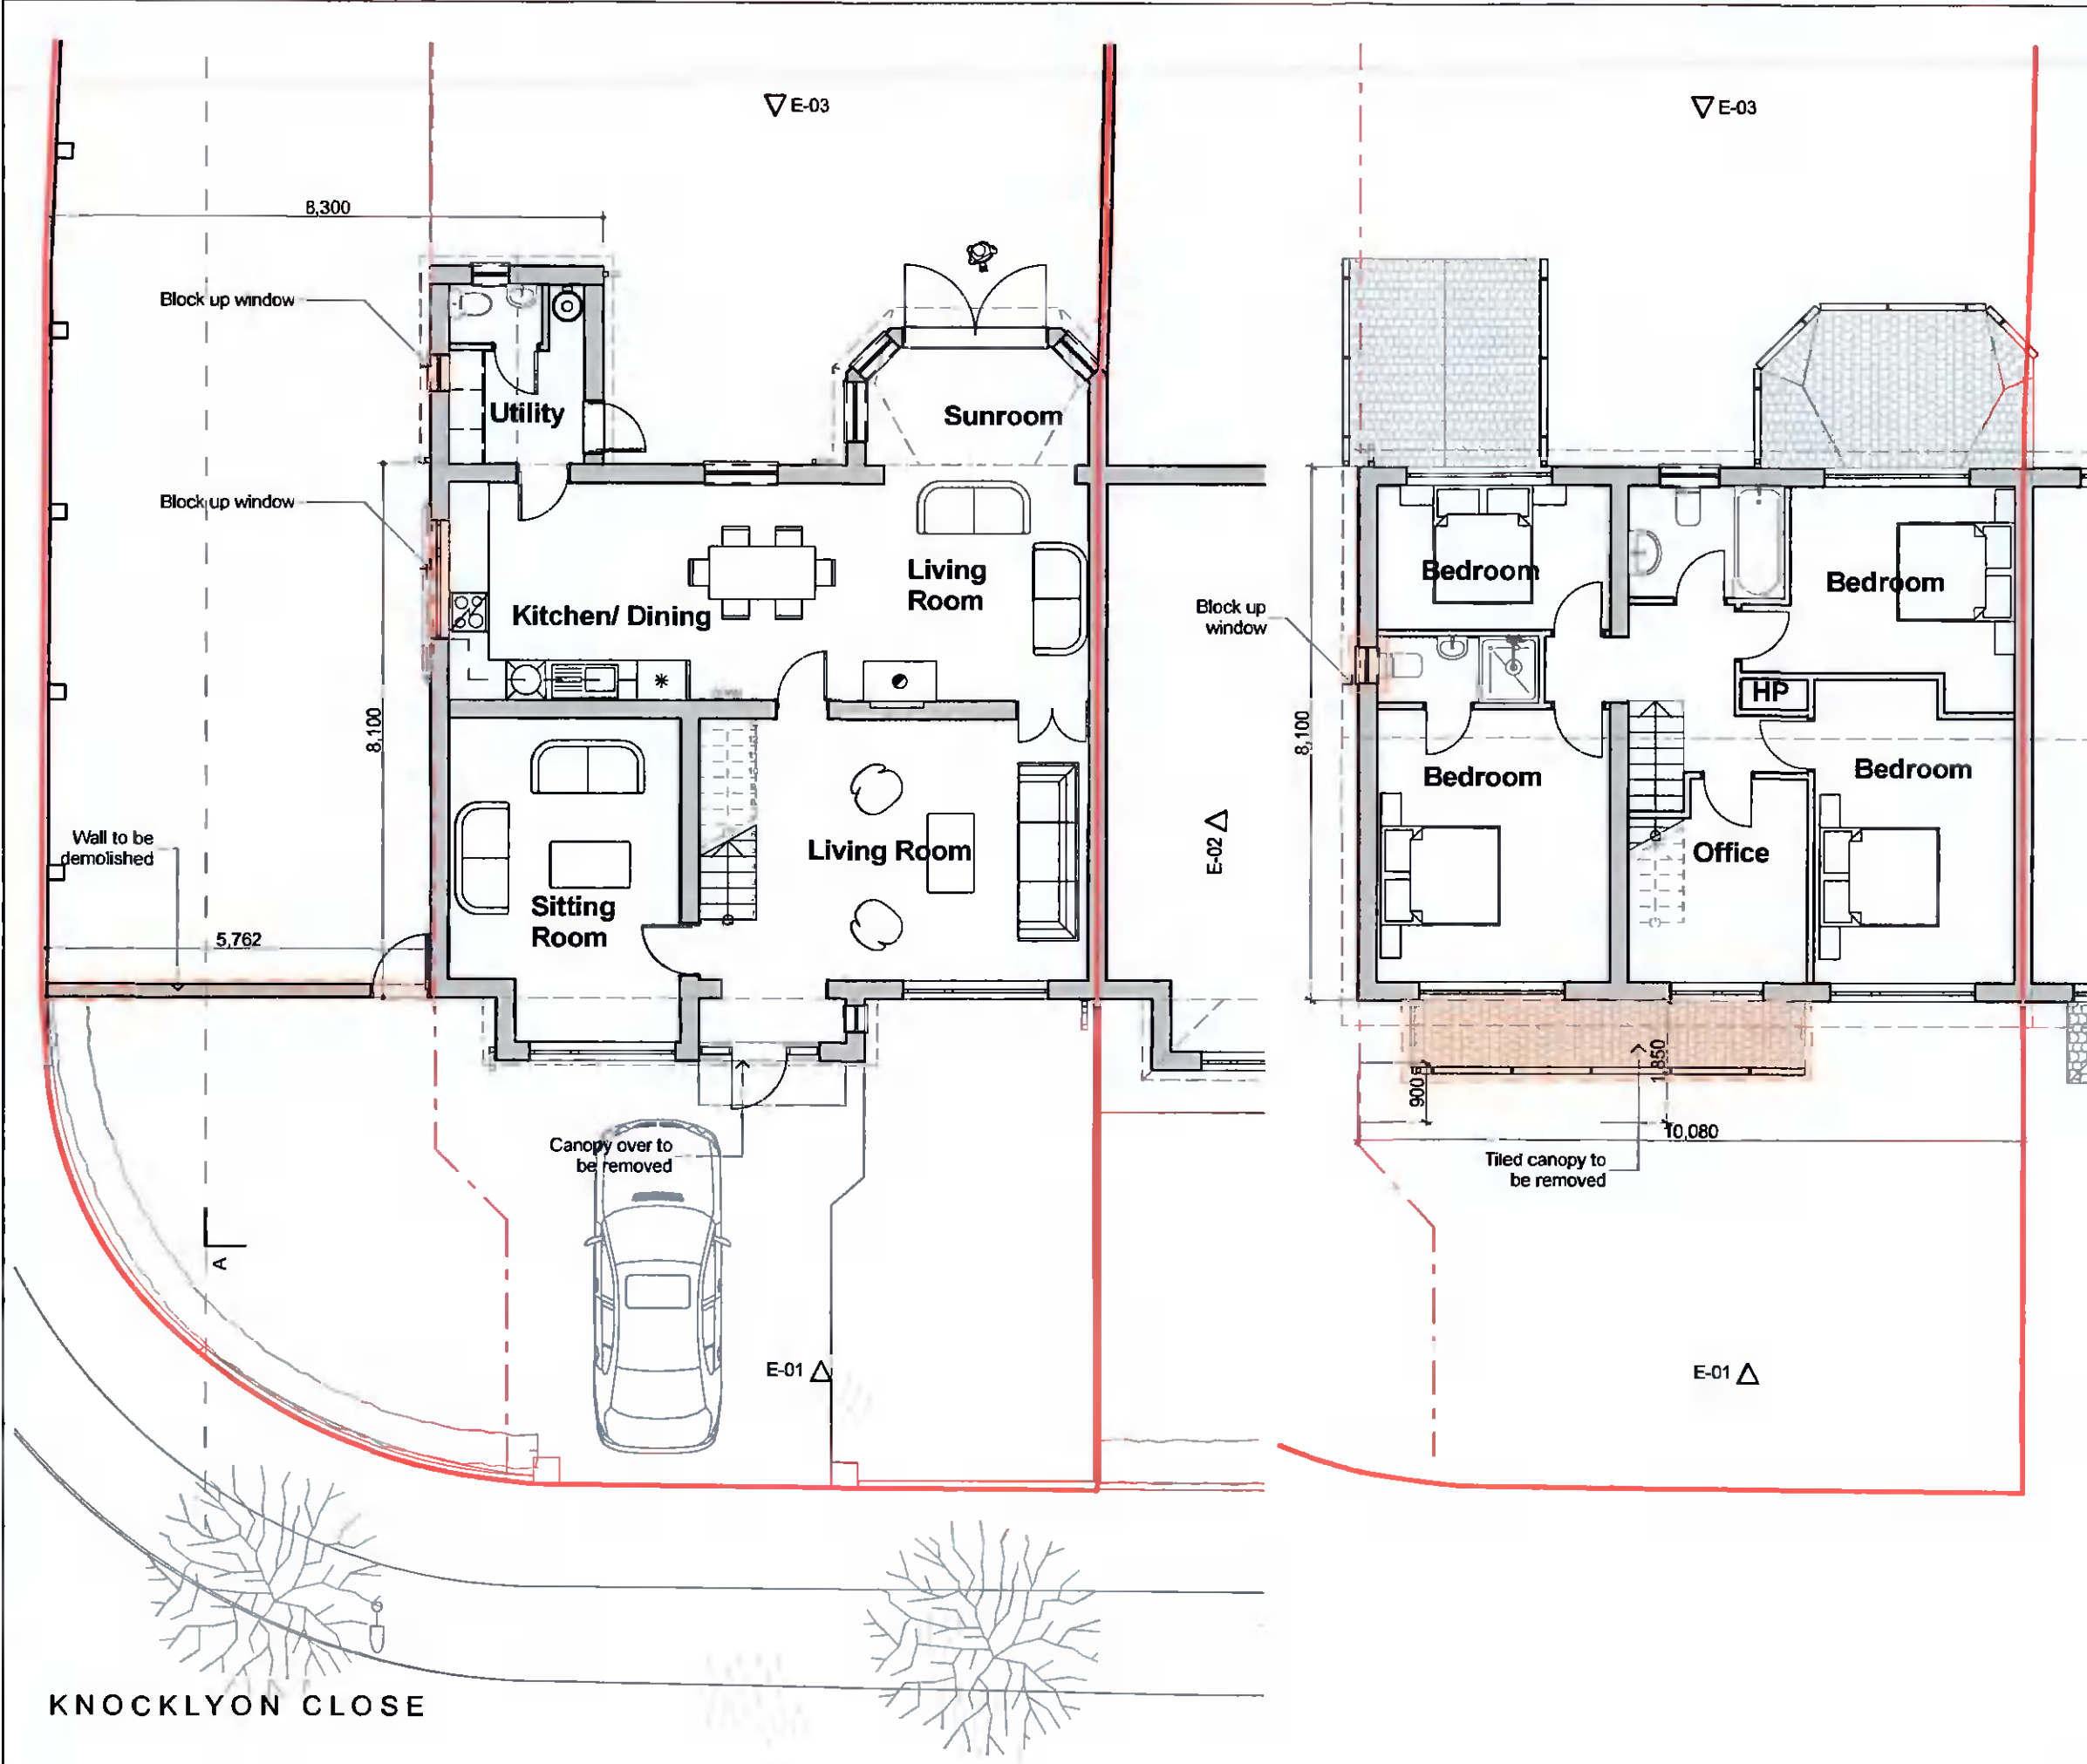 E-03
E-03
8,300
Block up window
Utility
Sunroom
Block up window
Living
Room
Kitchen/ Dining
8,100
Bedroom
Bedroom
Block up
window
HP
8,100
Bedroom
Bedroom
Wall to be
demolished
Living Room
E-02
Office
Sitting
Room
5,762
900
1,850
10,080
Canopy over to
be removed
Tiled canopy to
be removed
A
E-01
E-01
KNOCKLYON CLOSE